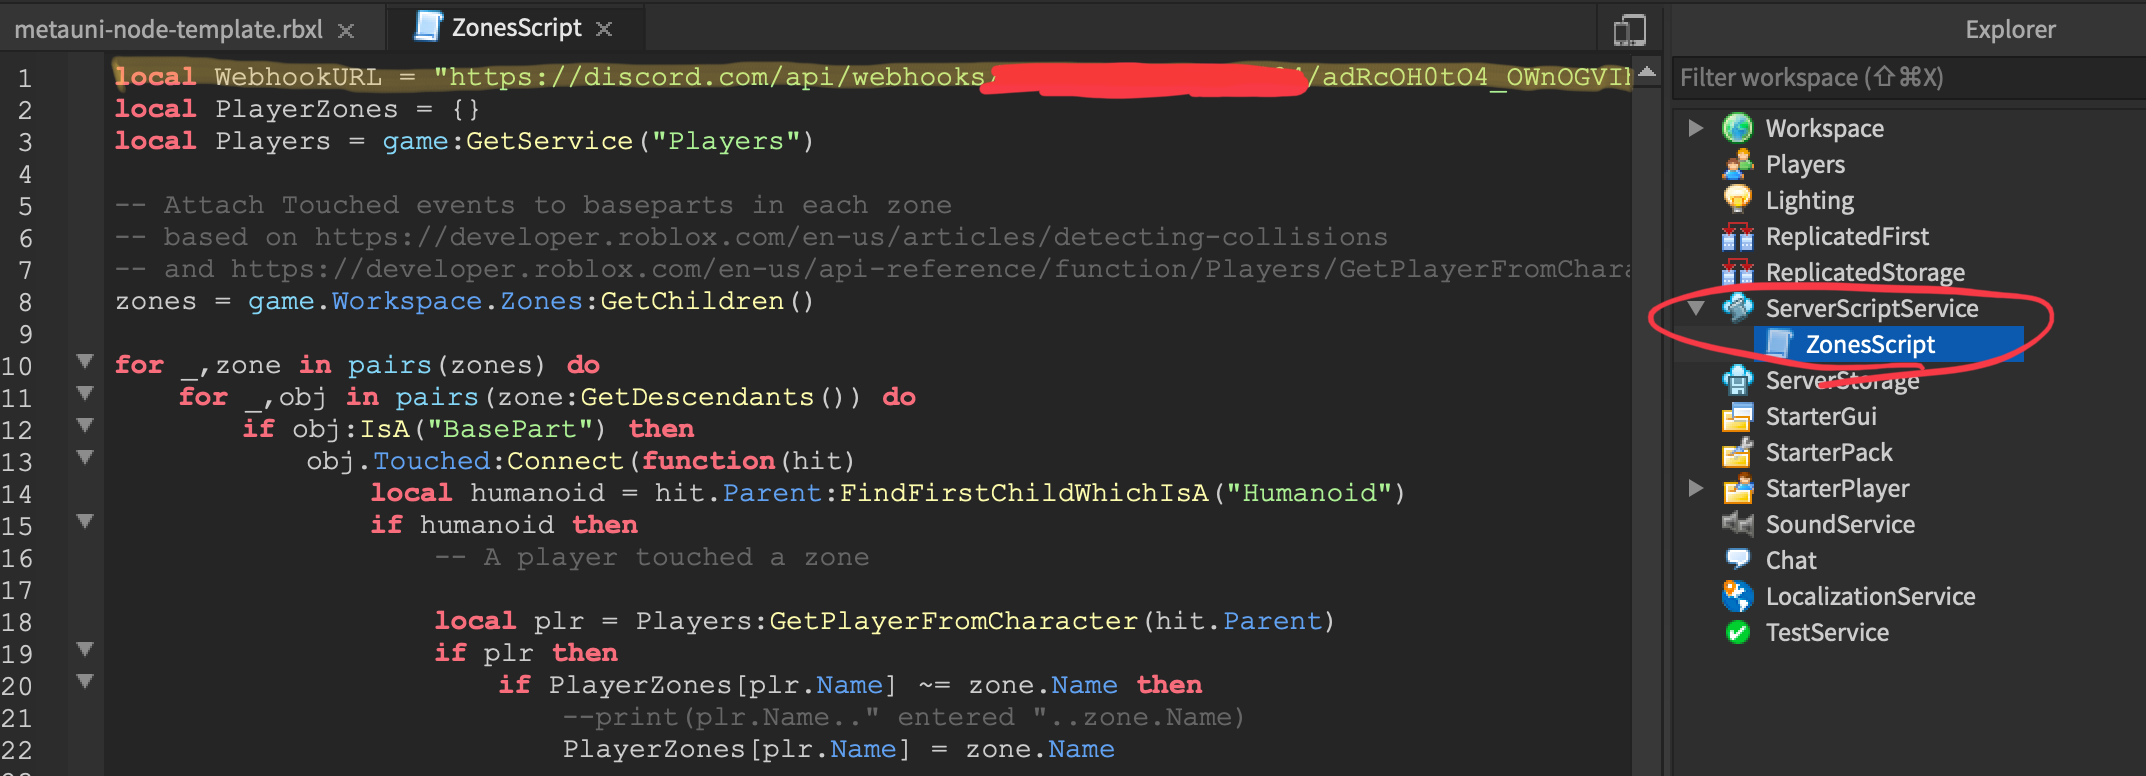 metauni-node-template.rbxl
ZonesScript
Explorer
Filter workspace (⇧⌘X)
1 local WebhookURL = "https://discord.com/api/webhooks/ /adRcOH0tO4_OWnOGVI
2 local PlayerZones = {}
3 local Players = game:GetService("Players")
4
5 -- Attach Touched events to baseparts in each zone
6 -- based on https://developer.roblox.com/en-us/articles/detecting-collisions
7 -- and https://developer.roblox.com/en-us/api-reference/function/Players/GetPlayerFromChara
8 zones = game.Workspace.Zones:GetChildren()
9
10 for _,zone in pairs(zones) do
11 for _,obj in pairs(zone:GetDescendants()) do
12 if obj:IsA("BasePart") then
13 obj.Touched:Connect(function(hit)
14 local humanoid = hit.Parent:FindFirstChildWhichIsA("Humanoid")
15 if humanoid then
16 -- A player touched a zone
17
18 local plr = Players:GetPlayerFromCharacter(hit.Parent)
19 if plr then
20 if PlayerZones[plr.Name] ~= zone.Name then
21 --print(plr.Name.." entered "..zone.Name)
22 PlayerZones[plr.Name] = zone.Name
Workspace
Players
Lighting
ReplicatedFirst
ReplicatedStorage
ServerScriptService
ZonesScript
ServerStorage
StarterGui
StarterPack
StarterPlayer
SoundService
Chat
LocalizationService
TestService